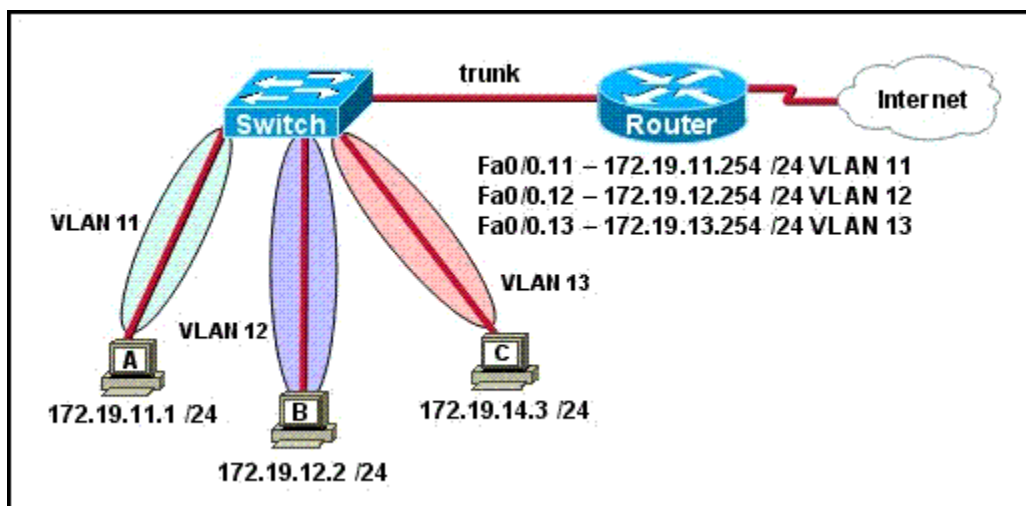 trunk
Internet
Switch
Router
Fa0/0.11 – 172.19.11.254 /24 VLAN 11
Fa0/0.12 – 172.19.12.254 /24 VLAN 12
Fa0/0.13 – 172.19.13.254 /24 VLAN 13
VLAN 11
VLAN 13
VLAN 12
A
C
B
172.19.11.1 /24
172.19.14.3 /24
172.19.12.2 /24